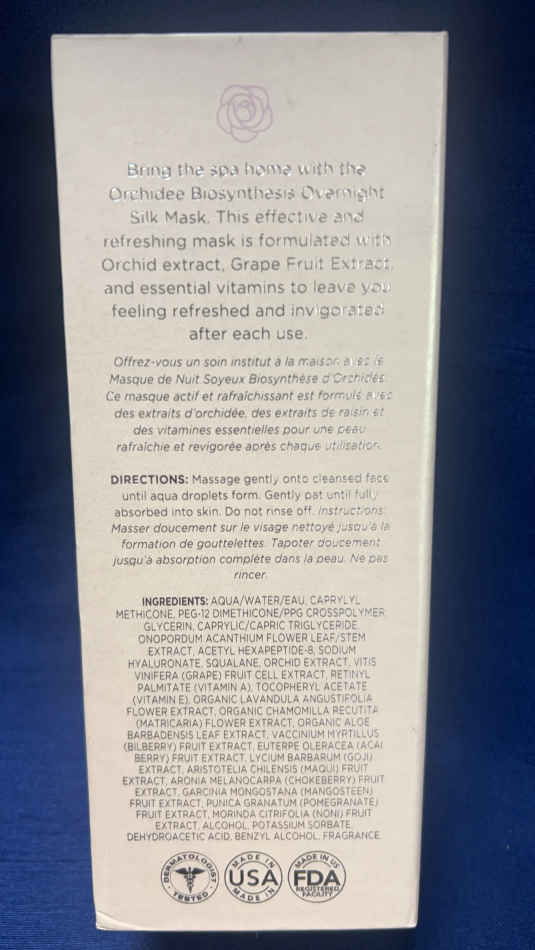 Bring the spa home with the
Orchidee Biosynthesis Overnight
Silk Mask. This effective and
refreshing mask is formulated with
Orchid extract, Grape Fruit Extract,
and essential vitamins to leave you
feeling refreshed and invigorated
after each use.
Offrez-vous un soin institut à la maison avec le
Masque de Nuit Soyeux Biosynthèse d'Orchidée.
Ce masque actif et rafraîchissant est formulé avec
des extraits d'orchidée, des extraits de raisin et
des vitamines essentielles pour une peau
rafraîchie et revigorée après chaque utilisation.
DIRECTIONS: Massage gently onto cleansed face
until aqua droplets form. Gently pat until fully
absorbed into skin. Do not rinse off. Instructions:
Masser doucement sur le visage nettoyé jusqu'à la
formation de gouttelettes. Tapoter doucement
jusqu'à absorption complète dans la peau. Ne pas
rincer.
INGREDIENTS: AQUA/WATER/EAU, CAPRYLYL
METHICONE, PEG-12 DIMETHICONE/PPG CROSSPOLYMER,
GLYCERIN, CAPRYLIC/CAPRIC TRIGLYCERIDE,
ONOPORDUM ACANTHIUM FLOWER LEAF/STEM
EXTRACT, ACETYL HEXAPEPTIDE-8, SODIUM
HYALURONATE, SQUALANE, ORCHID EXTRACT, VITIS
VINIFERA (GRAPE) FRUIT CELL EXTRACT, RETINYL
PALMITATE (VITAMIN A), TOCOPHERYL ACETATE
(VITAMIN E), ORGANIC LAVANDULA ANGUSTIFOLIA
FLOWER EXTRACT, ORGANIC CHAMOMILLA RECUTITA
(MATRICARIA) FLOWER EXTRACT, ORGANIC ALOE
BARBADENSIS LEAF EXTRACT, VACCINIUM MYRTILLUS
(BILBERRY) FRUIT EXTRACT, EUTERPE OLERACEA (ACAI
BERRY) FRUIT EXTRACT, LYCIUM BARBARUM (GOJI)
EXTRACT, ARISTOTELIA CHILENSIS (MAQUI) FRUIT
EXTRACT, ARONIA MELANOCARPA (CHOKEBERRY) FRUIT
EXTRACT, GARCINIA MONGOSTANA (MANGOSTEEN)
FRUIT EXTRACT, PUNICA GRANATUM (POMEGRANATE)
FRUIT EXTRACT, MORINDA CITRIFOLIA (NONI) FRUIT
EXTRACT, ALCOHOL, POTASSIUM SORBATE,
DEHYDROACETIC ACID, BENZYL ALCOHOL, FRAGRANCE.
DERMATOLOGIST
TESTED
MADE IN
USA
MADE IN
MADE IN US
FDA
REGISTERED
FACILITY